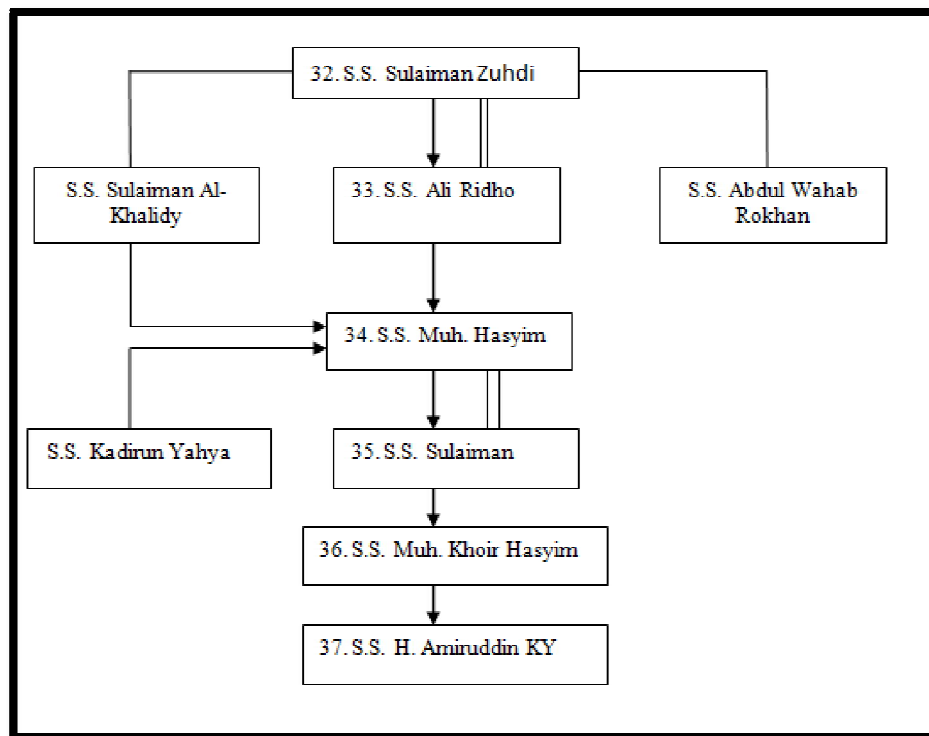 32. S.S. Sulaiman Zuhdi
S.S. Sulaiman Al-
Khalidy
33. S.S. Ali Ridho
S.S. Abdul Wahab
Rokhan
34. S.S. Muh. Hasyim
S.S. Kadirun Yahya
35. S.S. Sulaiman
36. S.S. Muh. Khoir Hasyim
37. S.S. H. Amiruddin KY